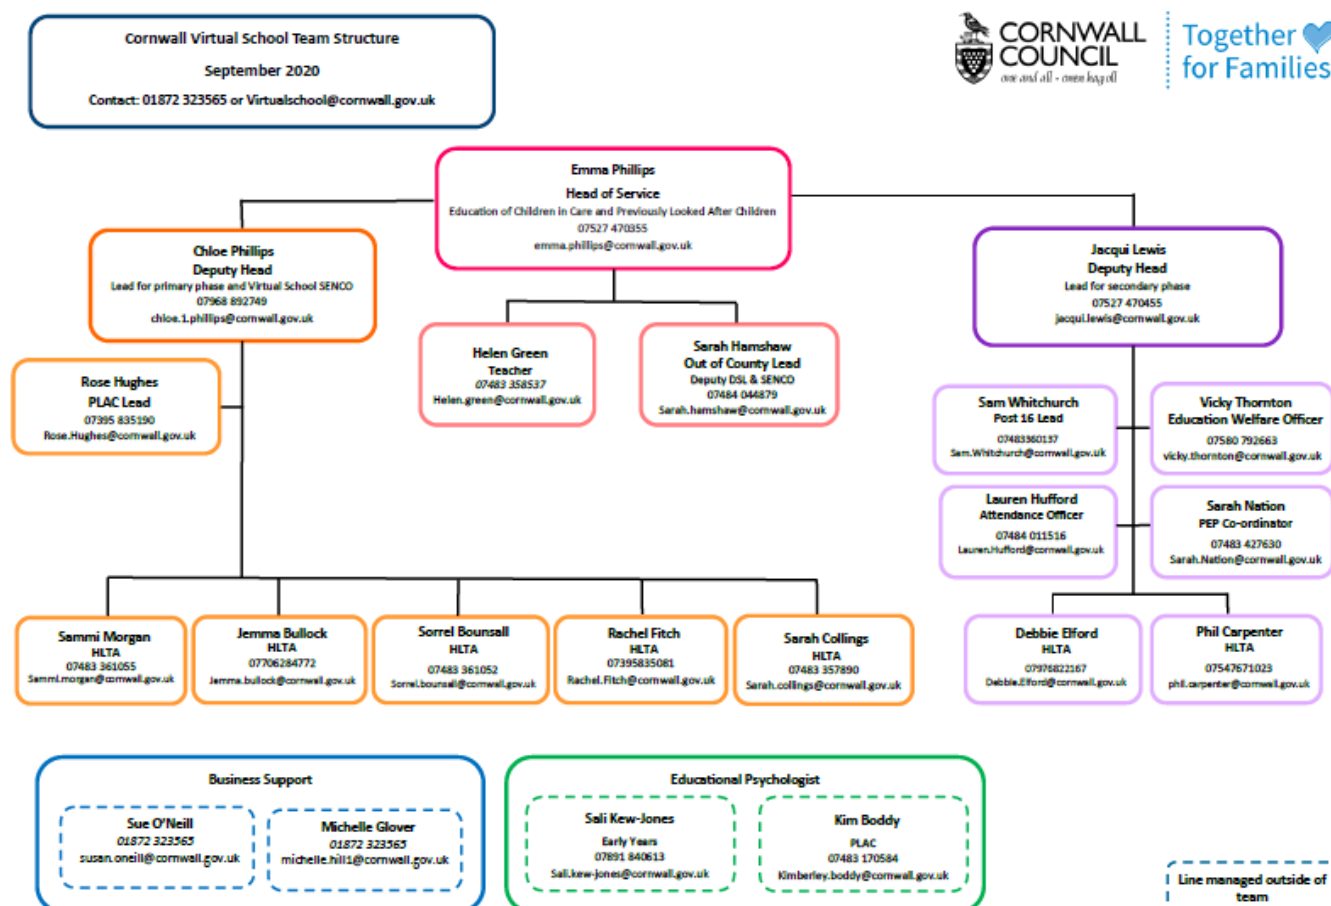 Cornwall Virtual School Team Structure
September 2020
Contact: 01872 323565 or Virtualschool@cornwall.gov.uk
CORNWALL
COUNCIL
one and all - onen hag oll
Together
for Families
Emma Phillips
Head of Service
Education of Children in Care and Previously Looked After Children
07527 470355
emma.phillips@cornwall.gov.uk
Chloe Phillips
Deputy Head
Lead for primary phase and Virtual School SENCO
07968 892749
chloe.1.phillips@cornwall.gov.uk
Jacqui Lewis
Deputy Head
Lead for secondary phase
07527 470455
jacqui.lewis@cornwall.gov.uk
Helen Green
Teacher
07483 358537
Helen.green@cornwall.gov.uk
Sarah Hamshaw
Out of County Lead
Deputy DSL & SENCO
07484 044879
Sarah.hamshaw@cornwall.gov.uk
Rose Hughes
PLAC Lead
07395 835190
Rose.Hughes@cornwall.gov.uk
Sam Whitchurch
Post 16 Lead
07483360137
Sam.Whitchurch@cornwall.gov.uk
Vicky Thornton
Education Welfare Officer
07580 792663
vicky.thornton@cornwall.gov.uk
Lauren Hufford
Attendance Officer
07484 011516
Lauren.Hufford@cornwall.gov.uk
Sarah Nation
PEP Co-ordinator
07483 427630
Sarah.Nation@cornwall.gov.uk
Sammi Morgan
HLTA
07483 361055
Sammi.morgan@cornwall.gov.uk
Jemma Bullock
HLTA
07706284772
Jemma.bullock@cornwall.gov.uk
Sorrel Bounsall
HLTA
07483 361052
Sorrel.bounsall@cornwall.gov.uk
Rachel Fitch
HLTA
07395835081
Rachel.Fitch@cornwall.gov.uk
Sarah Collings
HLTA
07483 357890
Sarah.collings@cornwall.gov.uk
Debbie Elford
HLTA
07976822167
Debbie.Elford@cornwall.gov.uk
Phil Carpenter
HLTA
07547671023
phil.carpenter@cornwall.gov.uk
Business Support
Sue O'Neill
01872 323565
susan.oneill@cornwall.gov.uk
Michelle Glover
01872 323565
michelle.hill1@cornwall.gov.uk
Educational Psychologist
Sali Kew-Jones
Early Years
07891 840613
Sali.kew-jones@cornwall.gov.uk
Kim Boddy
PLAC
07483 170584
Kimberley.boddy@cornwall.gov.uk
Line managed outside of
team